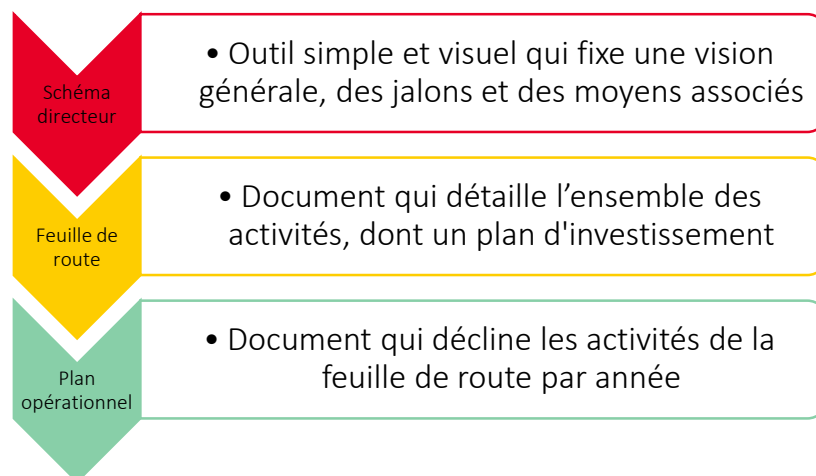 Schéma
directeur
• Outil simple et visuel qui fixe une vision
générale, des jalons et des moyens associés
Feuille de
route
• Document qui détaille l’ensemble des
activités, dont un plan d'investissement
Plan
opérationnel
• Document qui décline les activités de la
feuille de route par année